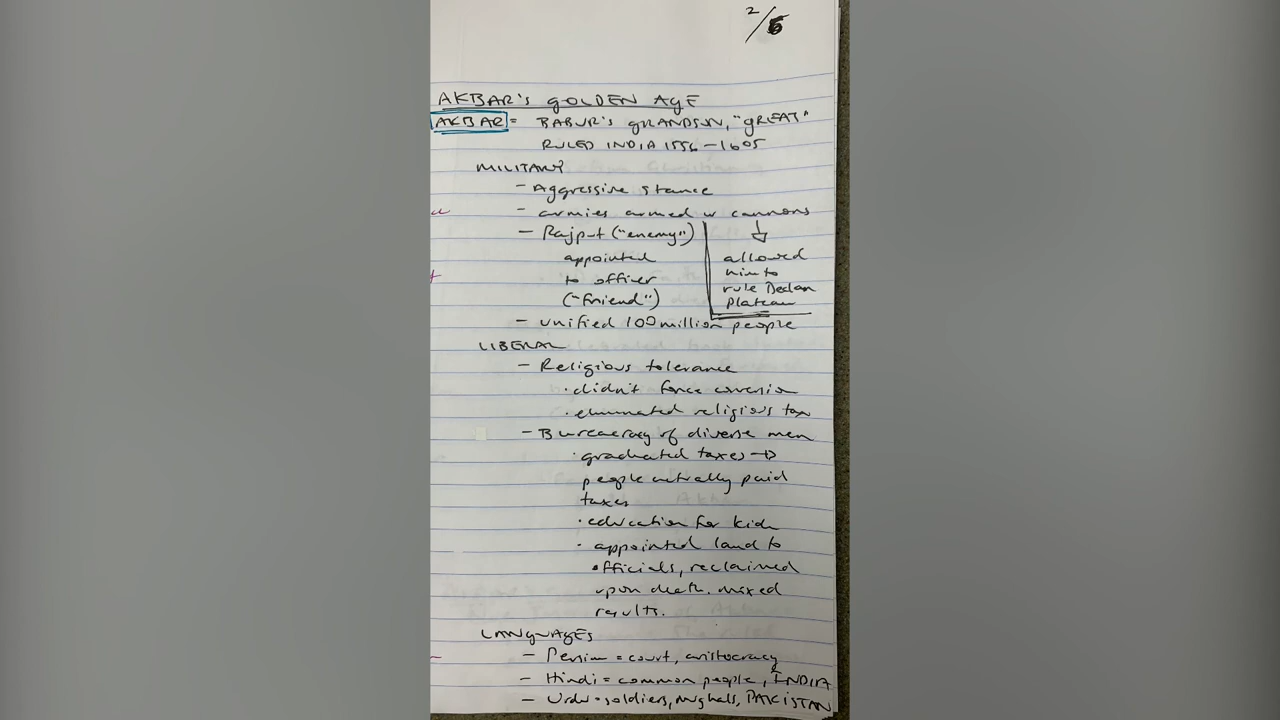 2/6
AKBAR's GOLDEN AGE
AKBAR = BABUR's GRANDSON, "GREAT"
RULED INDIA 1556-1605
MILITARY
- Aggressive stance
- armies armed w cannons
- Rajput ("enemy")
appointed
to officer
("friend")
allowed
him to
rule Deccan
Plateau
- unified 100 million people
LIBERAL
- Religious tolerance
· didn't force conversion
· eliminated religious tax
- Bureacracy of diverse men
· graduated taxes →
people actually paid
taxes
· education for kids
· appointed land to
officials, reclaimed
upon death. mixed
results.
LANGUAGES
- Persian = court, aristocracy
- Hindi = common people, INDIA
- Urdu = soldiers, mughals, PAKISTAN